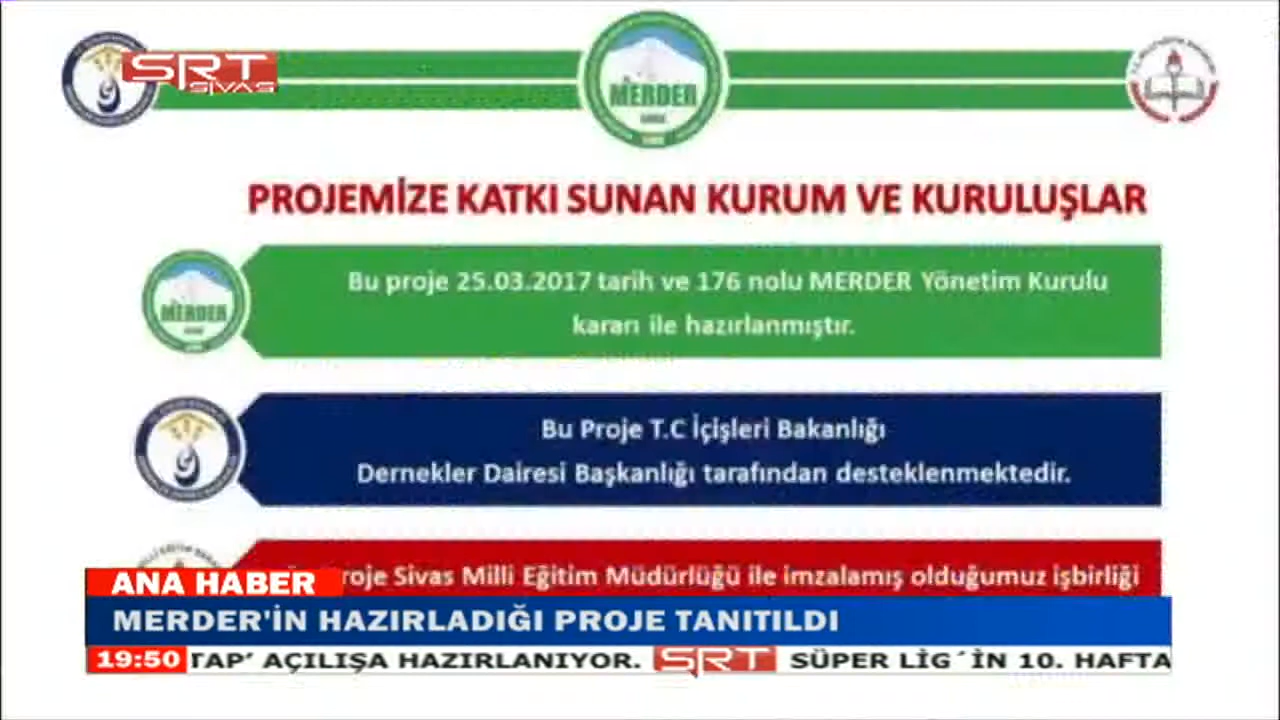 SRT
SIVAS
MERDER
PROJEMİZE KATKI SUNAN KURUM VE KURULUŞLAR
MERDER
Bu proje 25.03.2017 tarih ve 176 nolu MERDER Yönetim Kurulu
kararı ile hazırlanmıştır.
Bu Proje T.C İçişleri Bakanlığı
Dernekler Dairesi Başkanlığı tarafından desteklenmektedir.
roje Sivas Milli Eğitim Müdürlüğü ile imzalamış olduğumuz işbirliği
ANA HABER
MERDER'İN HAZIRLADIĞI PROJE TANITILDI
19:50 TAP’ AÇILIŞA HAZIRLANIYOR. SRT SÜPER LİG´İN 10. HAFTA